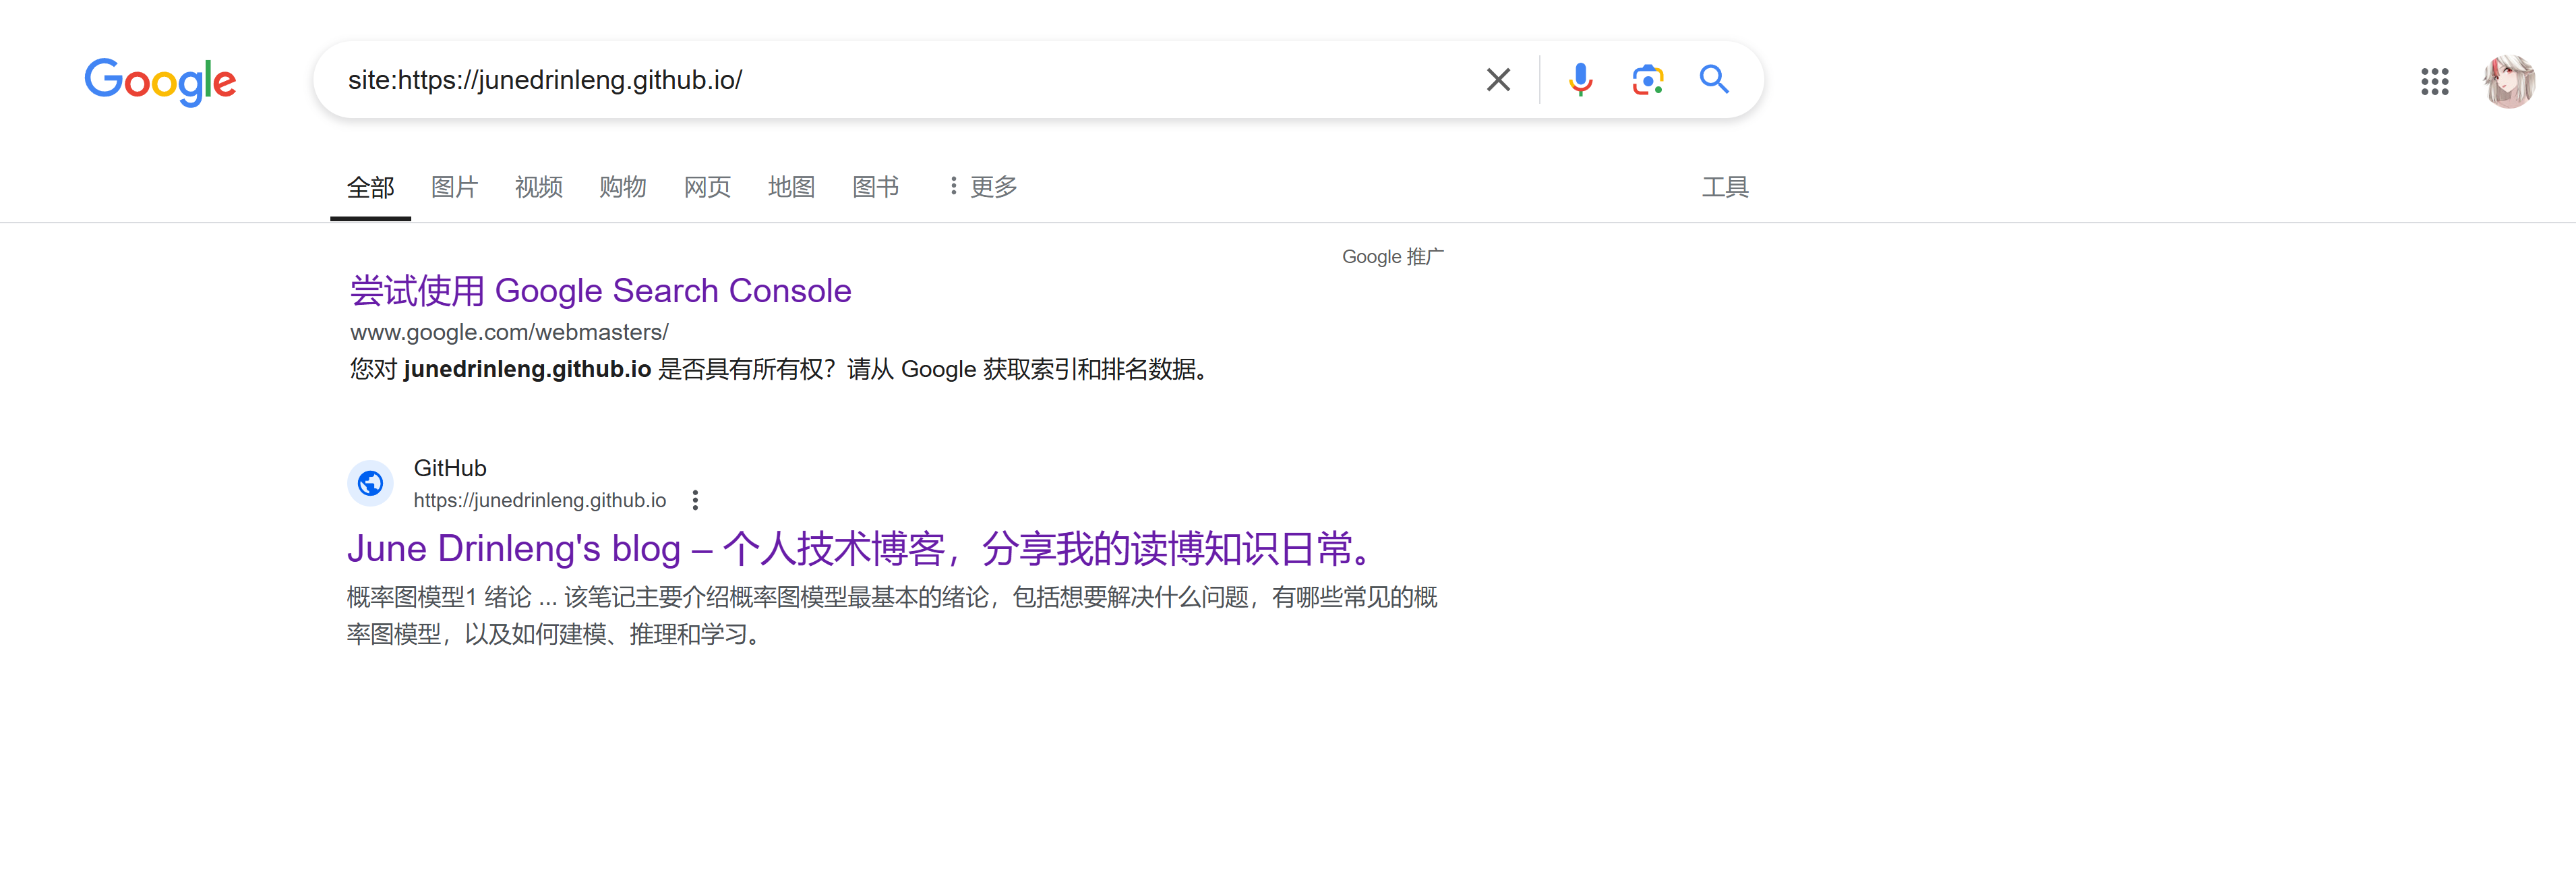 Google
site:https://junedrinleng.github.io/
全部 图片 视频 购物 网页 地图 图书 更多 工具
Google 推广
尝试使用 Google Search Console
www.google.com/webmasters/
您对 junedrinleng.github.io 是否具有所有权？请从 Google 获取索引和排名数据。
GitHub
https://junedrinleng.github.io
June Drinleng's blog – 个人技术博客，分享我的读博知识日常。
概率图模型1 绪论 ... 该笔记主要介绍概率图模型最基本的绪论，包括想要解决什么问题，有哪些常见的概
率图模型，以及如何建模、推理和学习。